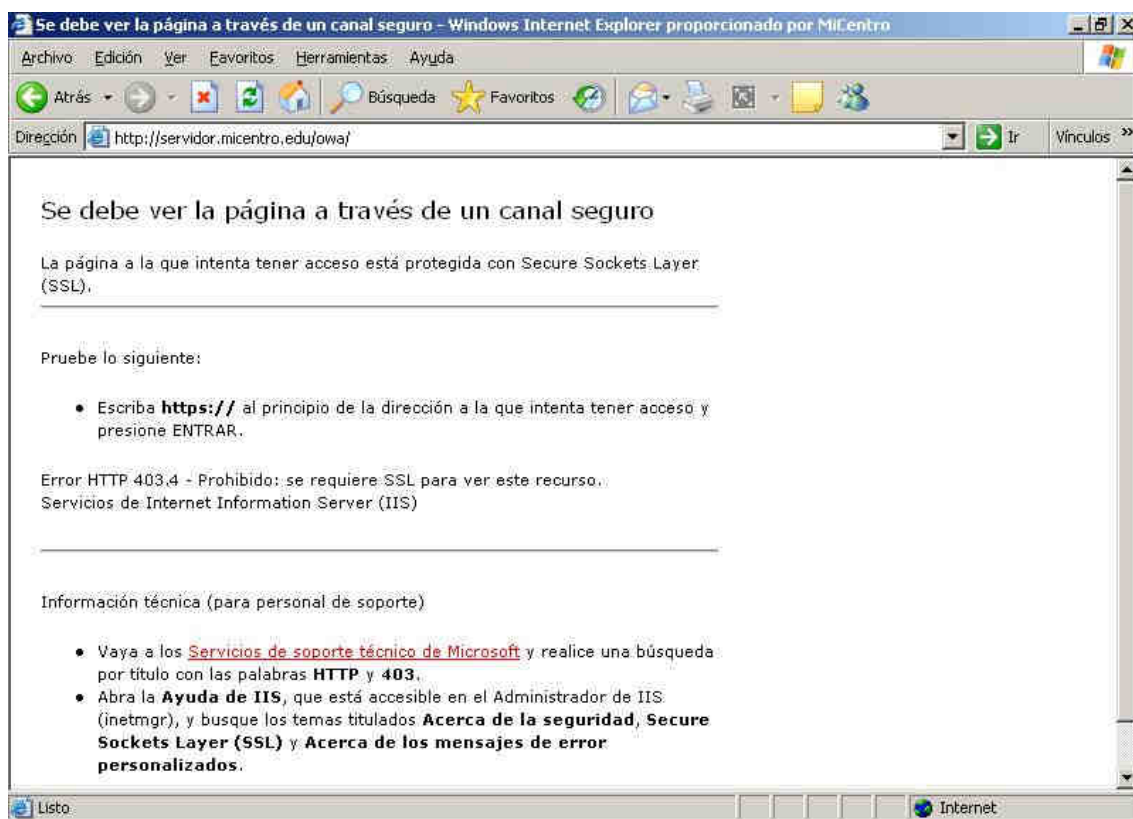 Se debe ver la página a través de un canal seguro - Windows Internet Explorer proporcionado por MiCentro
Archivo Edición Ver Favoritos Herramientas Ayuda
Atrás Búsqueda Favoritos
Dirección http://servidor.micentro.edu/owa/ Ir Vínculos »
Se debe ver la página a través de un canal seguro
La página a la que intenta tener acceso está protegida con Secure Sockets Layer
(SSL).
Pruebe lo siguiente:
• Escriba https:// al principio de la dirección a la que intenta tener acceso y
presione ENTRAR.
Error HTTP 403.4 - Prohibido: se requiere SSL para ver este recurso.
Servicios de Internet Information Server (IIS)
Información técnica (para personal de soporte)
• Vaya a los Servicios de soporte técnico de Microsoft y realice una búsqueda
por título con las palabras HTTP y 403.
• Abra la Ayuda de IIS, que está accesible en el Administrador de IIS
(inetmgr), y busque los temas titulados Acerca de la seguridad, Secure
Sockets Layer (SSL) y Acerca de los mensajes de error
personalizados.
Listo Internet